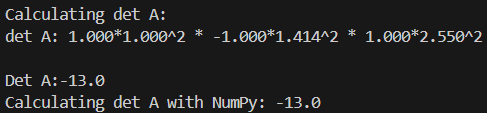 Calculating det A:
det A: 1.000*1.000^2 * -1.000*1.414^2 * 1.000*2.550^2
Det A:-13.0
Calculating det A with NumPy: -13.0